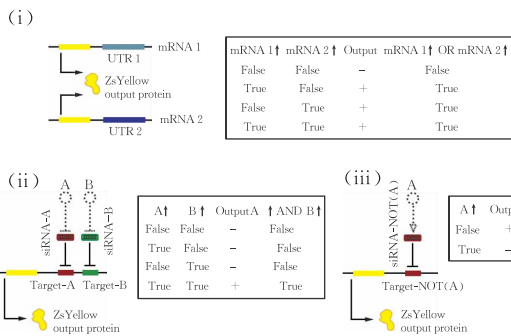 (i)
mRNA 1
UTR 1
ZsYellow
output protein
mRNA 2
UTR 2
mRNA 1⬆ mRNA 2⬆ Output mRNA 1⬆ OR mRNA 2⬆
False False − False
True False + True
False True + True
True True + True
(ii)
A B
siRNA-A
siRNA-B
Target-A Target-B
ZsYellow
output protein
A⬆ B⬆ Output A ⬆ AND B⬆
False False − False
True False − False
False True − False
True True + True
(iii)
A
siRNA-NOT(A)
Target-NOT(A)
ZsYellow
output protein
A⬆ Outp
False +
True −